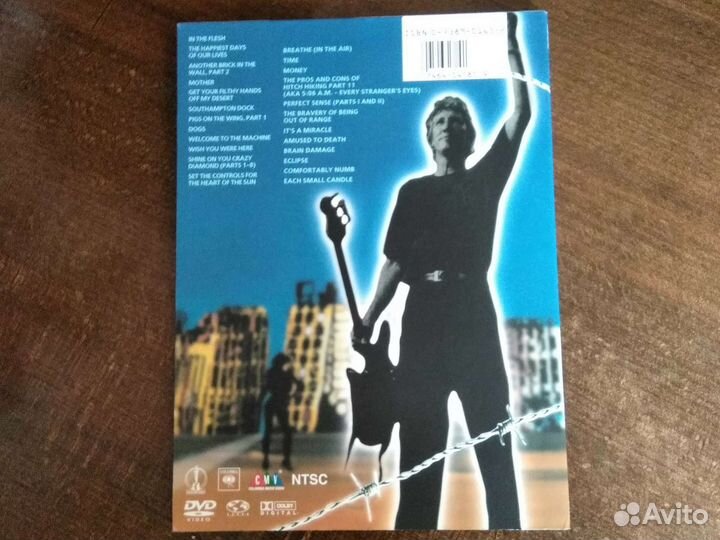 IN THE FLESH
THE HAPPIEST DAYS
OF OUR LIVES
ANOTHER BRICK IN THE
WALL, PART 2
MOTHER
GET YOUR FILTHY HANDS
OFF MY DESERT
SOUTHAMPTON DOCK
PIGS ON THE WING, PART 1
DOGS
WELCOME TO THE MACHINE
WISH YOU WERE HERE
SHINE ON YOU CRAZY
DIAMOND (PARTS 1–8)
SET THE CONTROLS FOR
THE HEART OF THE SUN
BREATHE (IN THE AIR)
TIME
MONEY
THE PROS AND CONS OF
HITCH HIKING PART 11
(AKA 5:06 A.M. – EVERY STRANGER'S EYES)
PERFECT SENSE (PARTS I AND II)
THE BRAVERY OF BEING
OUT OF RANGE
IT'S A MIRACLE
AMUSED TO DEATH
BRAIN DAMAGE
ECLIPSE
COMFORTABLY NUMB
EACH SMALL CANDLE
ISBN
COLUMBIA
CMV
NTSC
DVD
VIDEO
DOLBY
DIGITAL
Avito